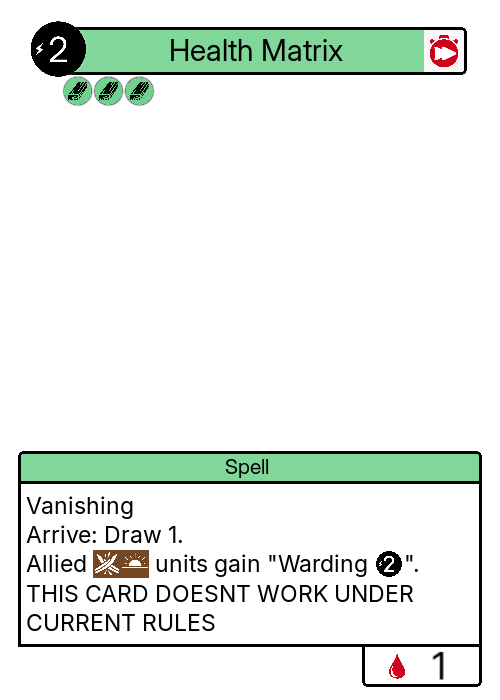 2 Health Matrix
Spell
Vanishing
Arrive: Draw 1.
Allied units gain "Warding 2".
THIS CARD DOESNT WORK UNDER
CURRENT RULES
1